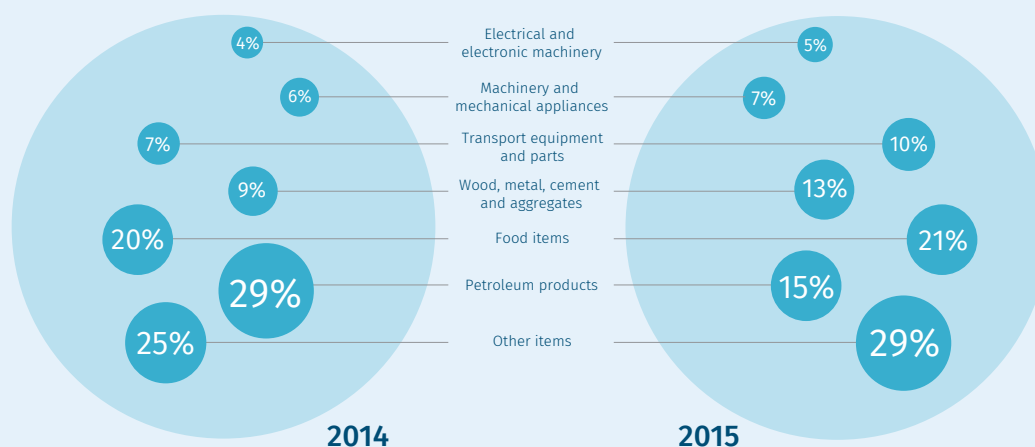 4%
Electrical and
electronic machinery
5%
6%
Machinery and
mechanical appliances
7%
7%
Transport equipment
and parts
10%
9%
Wood, metal, cement
and aggregates
13%
20%
Food items
21%
29%
Petroleum products
15%
25%
Other items
29%
2014
2015